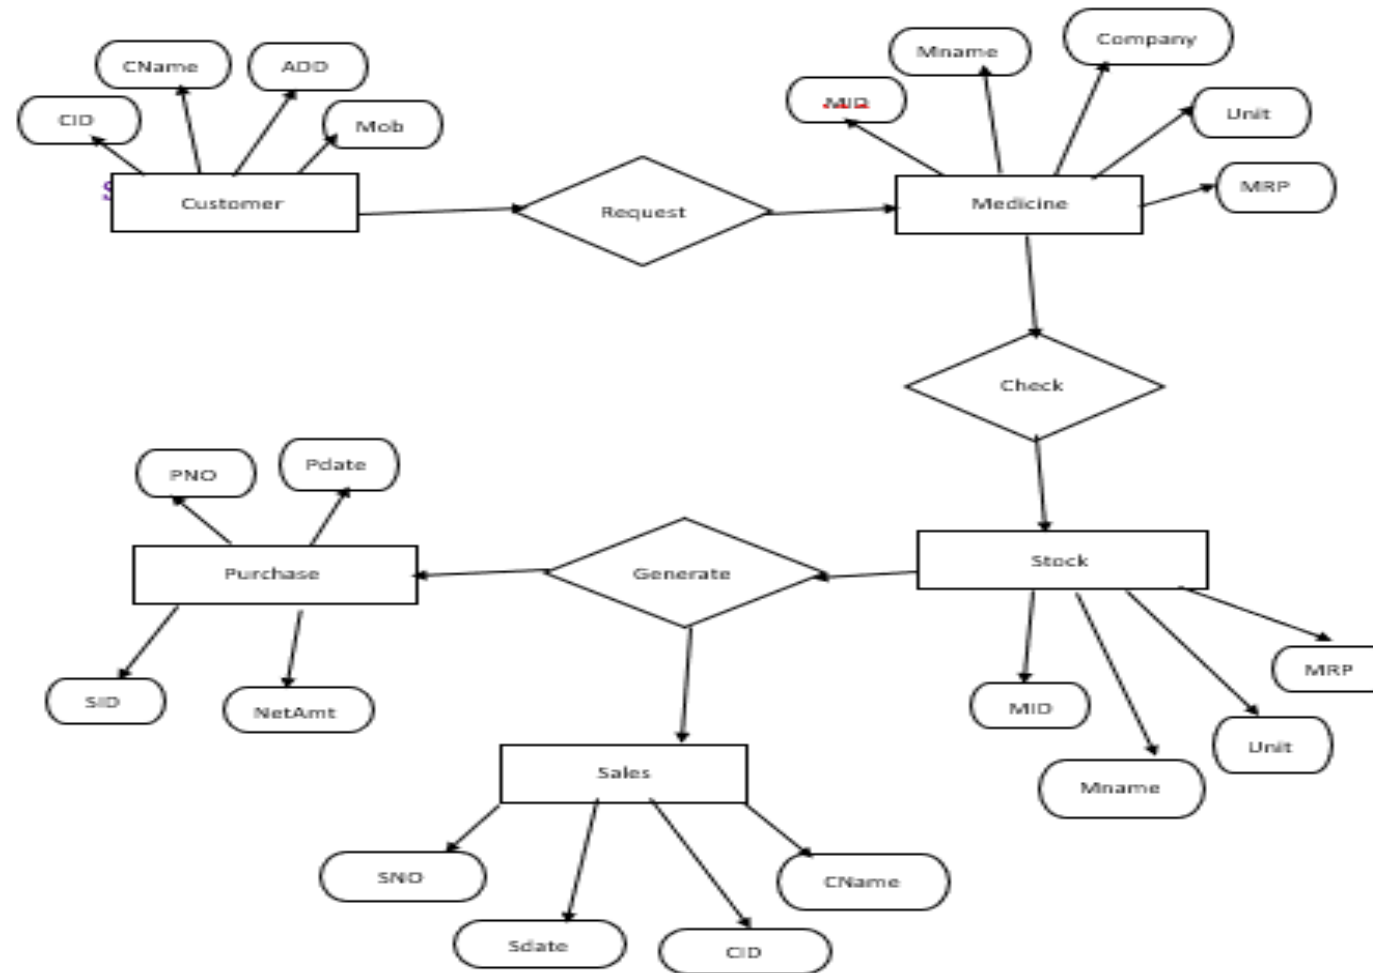 CName
ADD
CID
Mob
Customer
Request
Mname
Company
MID
Unit
MRP
Medicine
Check
PNO
Pdate
Purchase
Generate
Stock
SID
NetAmt
MID
Mname
Unit
MRP
Sales
SNO
Sdate
CID
CName